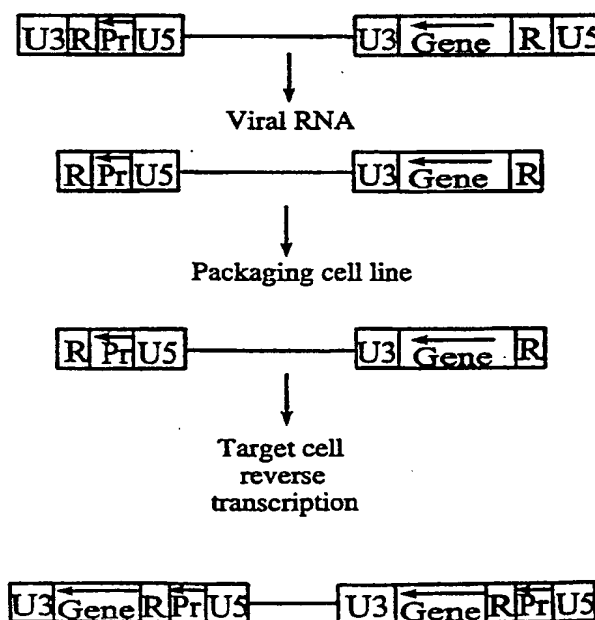 U3 R Pr U5 U3 Gene R U5
Viral RNA
R Pr U5 U3 Gene R
Packaging cell line
R Pr U5 U3 Gene R
Target cell
reverse
transcription
U3 Gene R Pr U5 U3 Gene R Pr U5